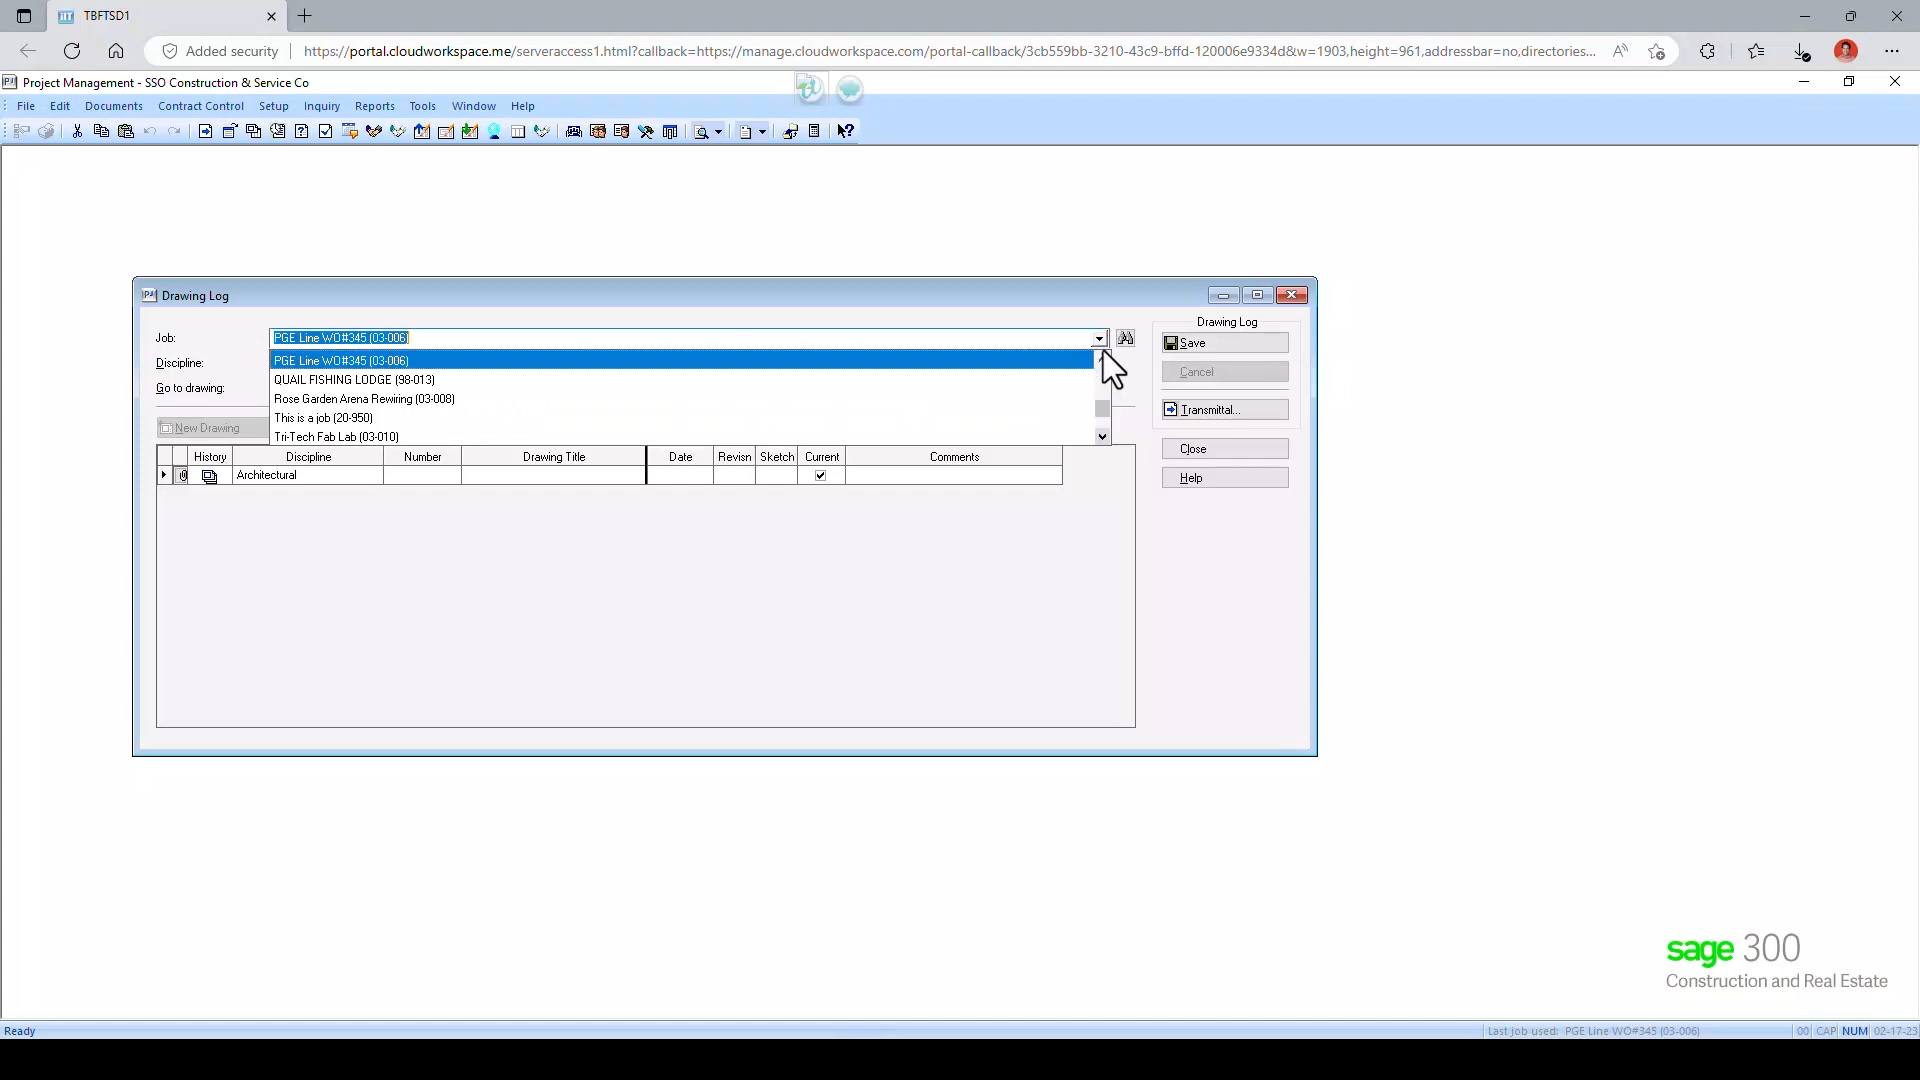 TBFTSD1
Added security
https://portal.cloudworkspace.me/serveraccess1.html?callback=https://manage.cloudworkspace.com/portal-callback/3cb559bb-3210-43c9-bffd-120006e9334d&w=1903,height=961,addressbar=no,directories...
Project Management - SSO Construction & Service Co
File Edit Documents Contract Control Setup Inquiry Reports Tools Window Help
Drawing Log
Job: PGE Line WO#345 (03-006)
PGE Line WO#345 (03-006)
Discipline:
QUAIL FISHING LODGE (98-013)
Go to drawing:
Rose Garden Arena Rewiring (03-008)
This is a job (20-950)
New Drawing
Tri-Tech Fab Lab (03-010)
History Discipline Number Drawing Title Date Revisn Sketch Current Comments
Architectural
Drawing Log
Save
Cancel
Transmittal...
Close
Help
sage 300
Construction and Real Estate
Ready
Last job used: PGE Line WO#345 (03-006) 00 CAP NUM 02-17-23